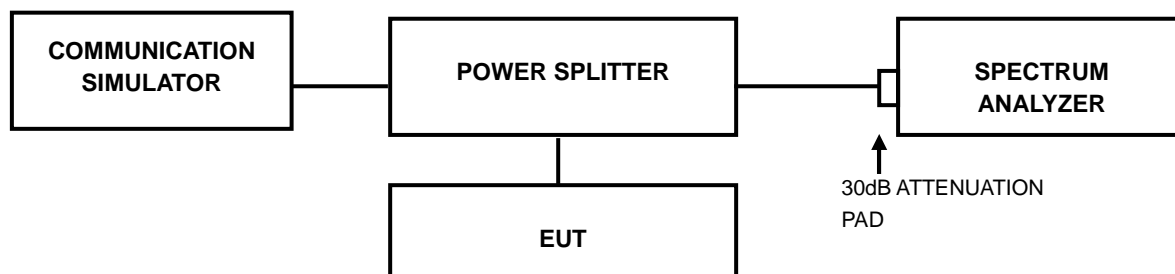 COMMUNICATION
SIMULATOR
POWER SPLITTER
SPECTRUM
ANALYZER
30dB ATTENUATION
PAD
EUT